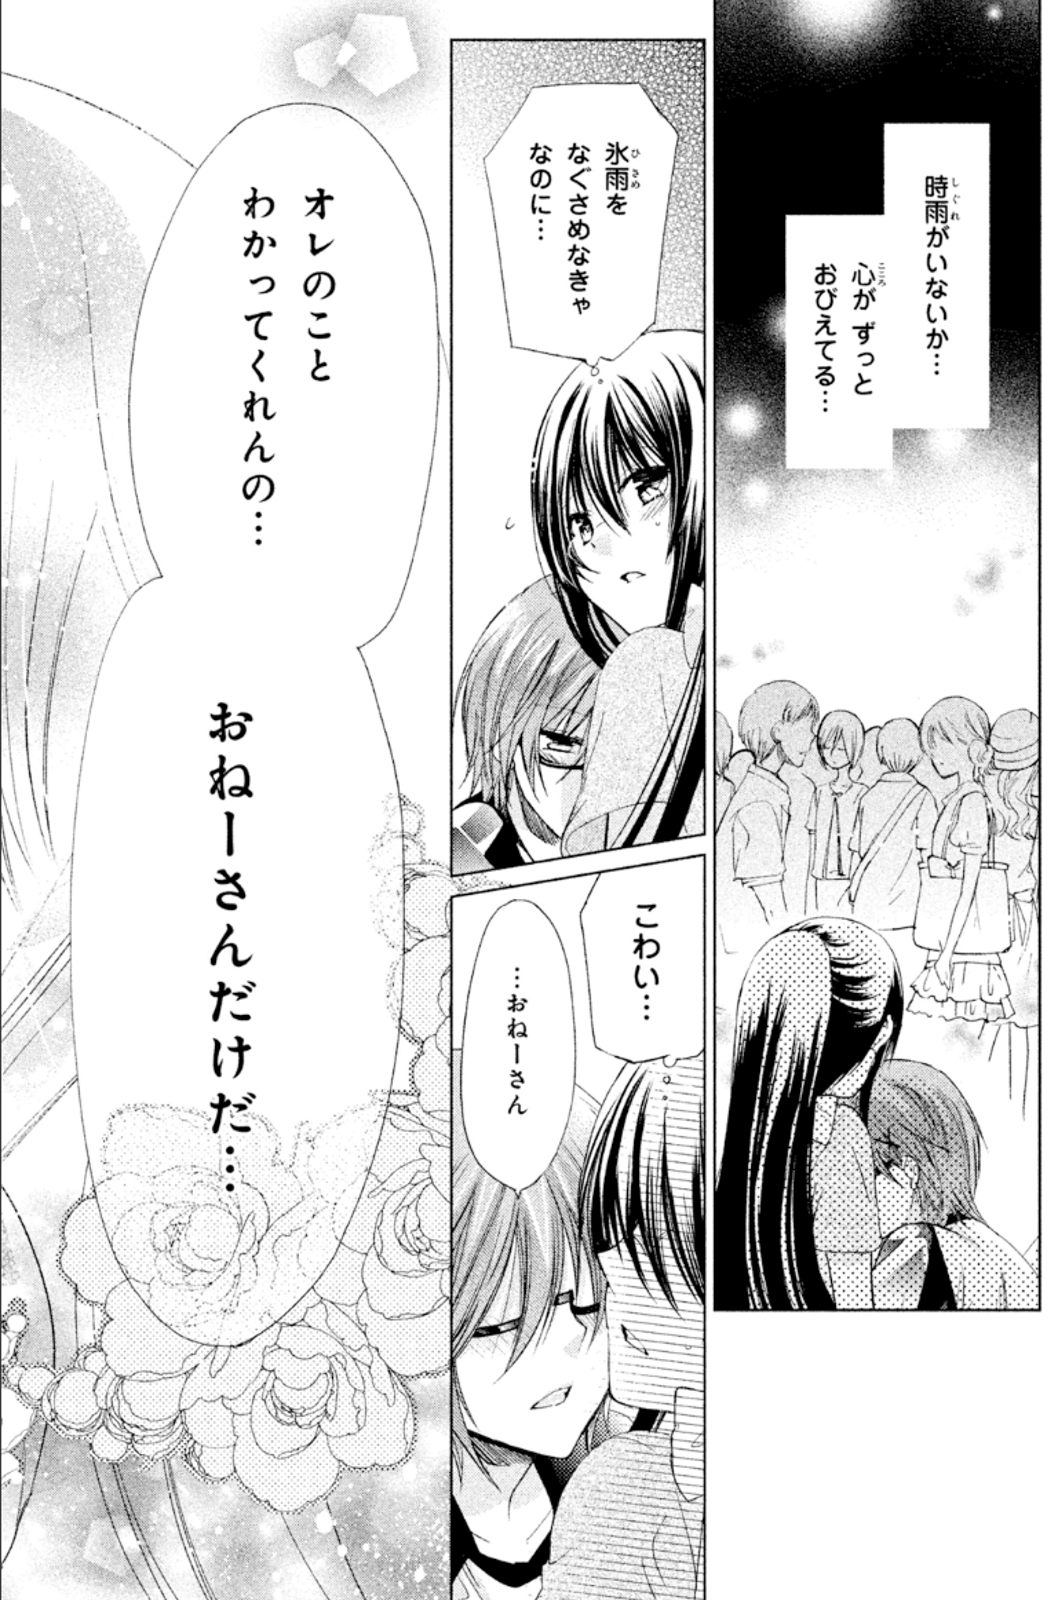 時雨がいないか…
心が ずっと
おびえてる…
氷雨を
なぐさめなきゃ
なのに…
こわい…
…おねーさん
オレのこと
わかってくれんの…
おねーさんだけだ…